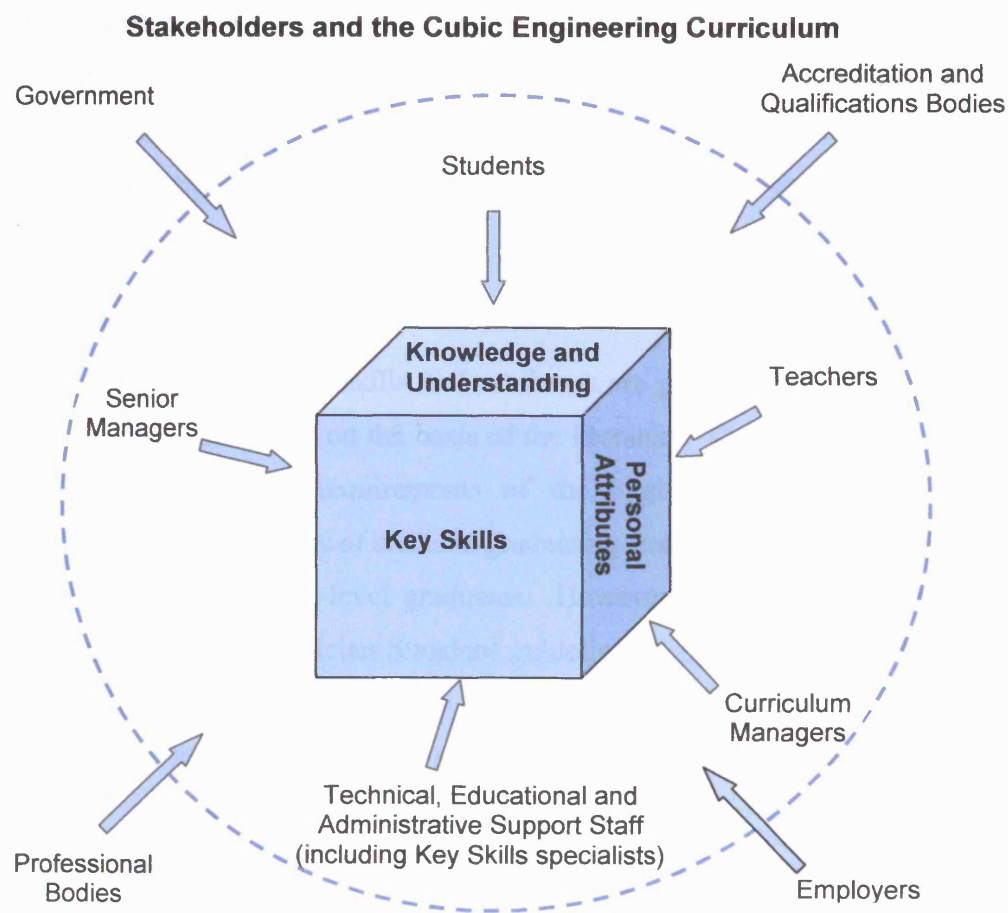 Stakeholders and the Cubic Engineering Curriculum
Government
Accreditation and
Qualifications Bodies
Students
Knowledge and
Understanding
Senior
Managers
Teachers
Personal
Attributes
Key Skills
Curriculum
Managers
Technical, Educational and
Administrative Support Staff
(including Key Skills specialists)
Professional
Bodies
Employers